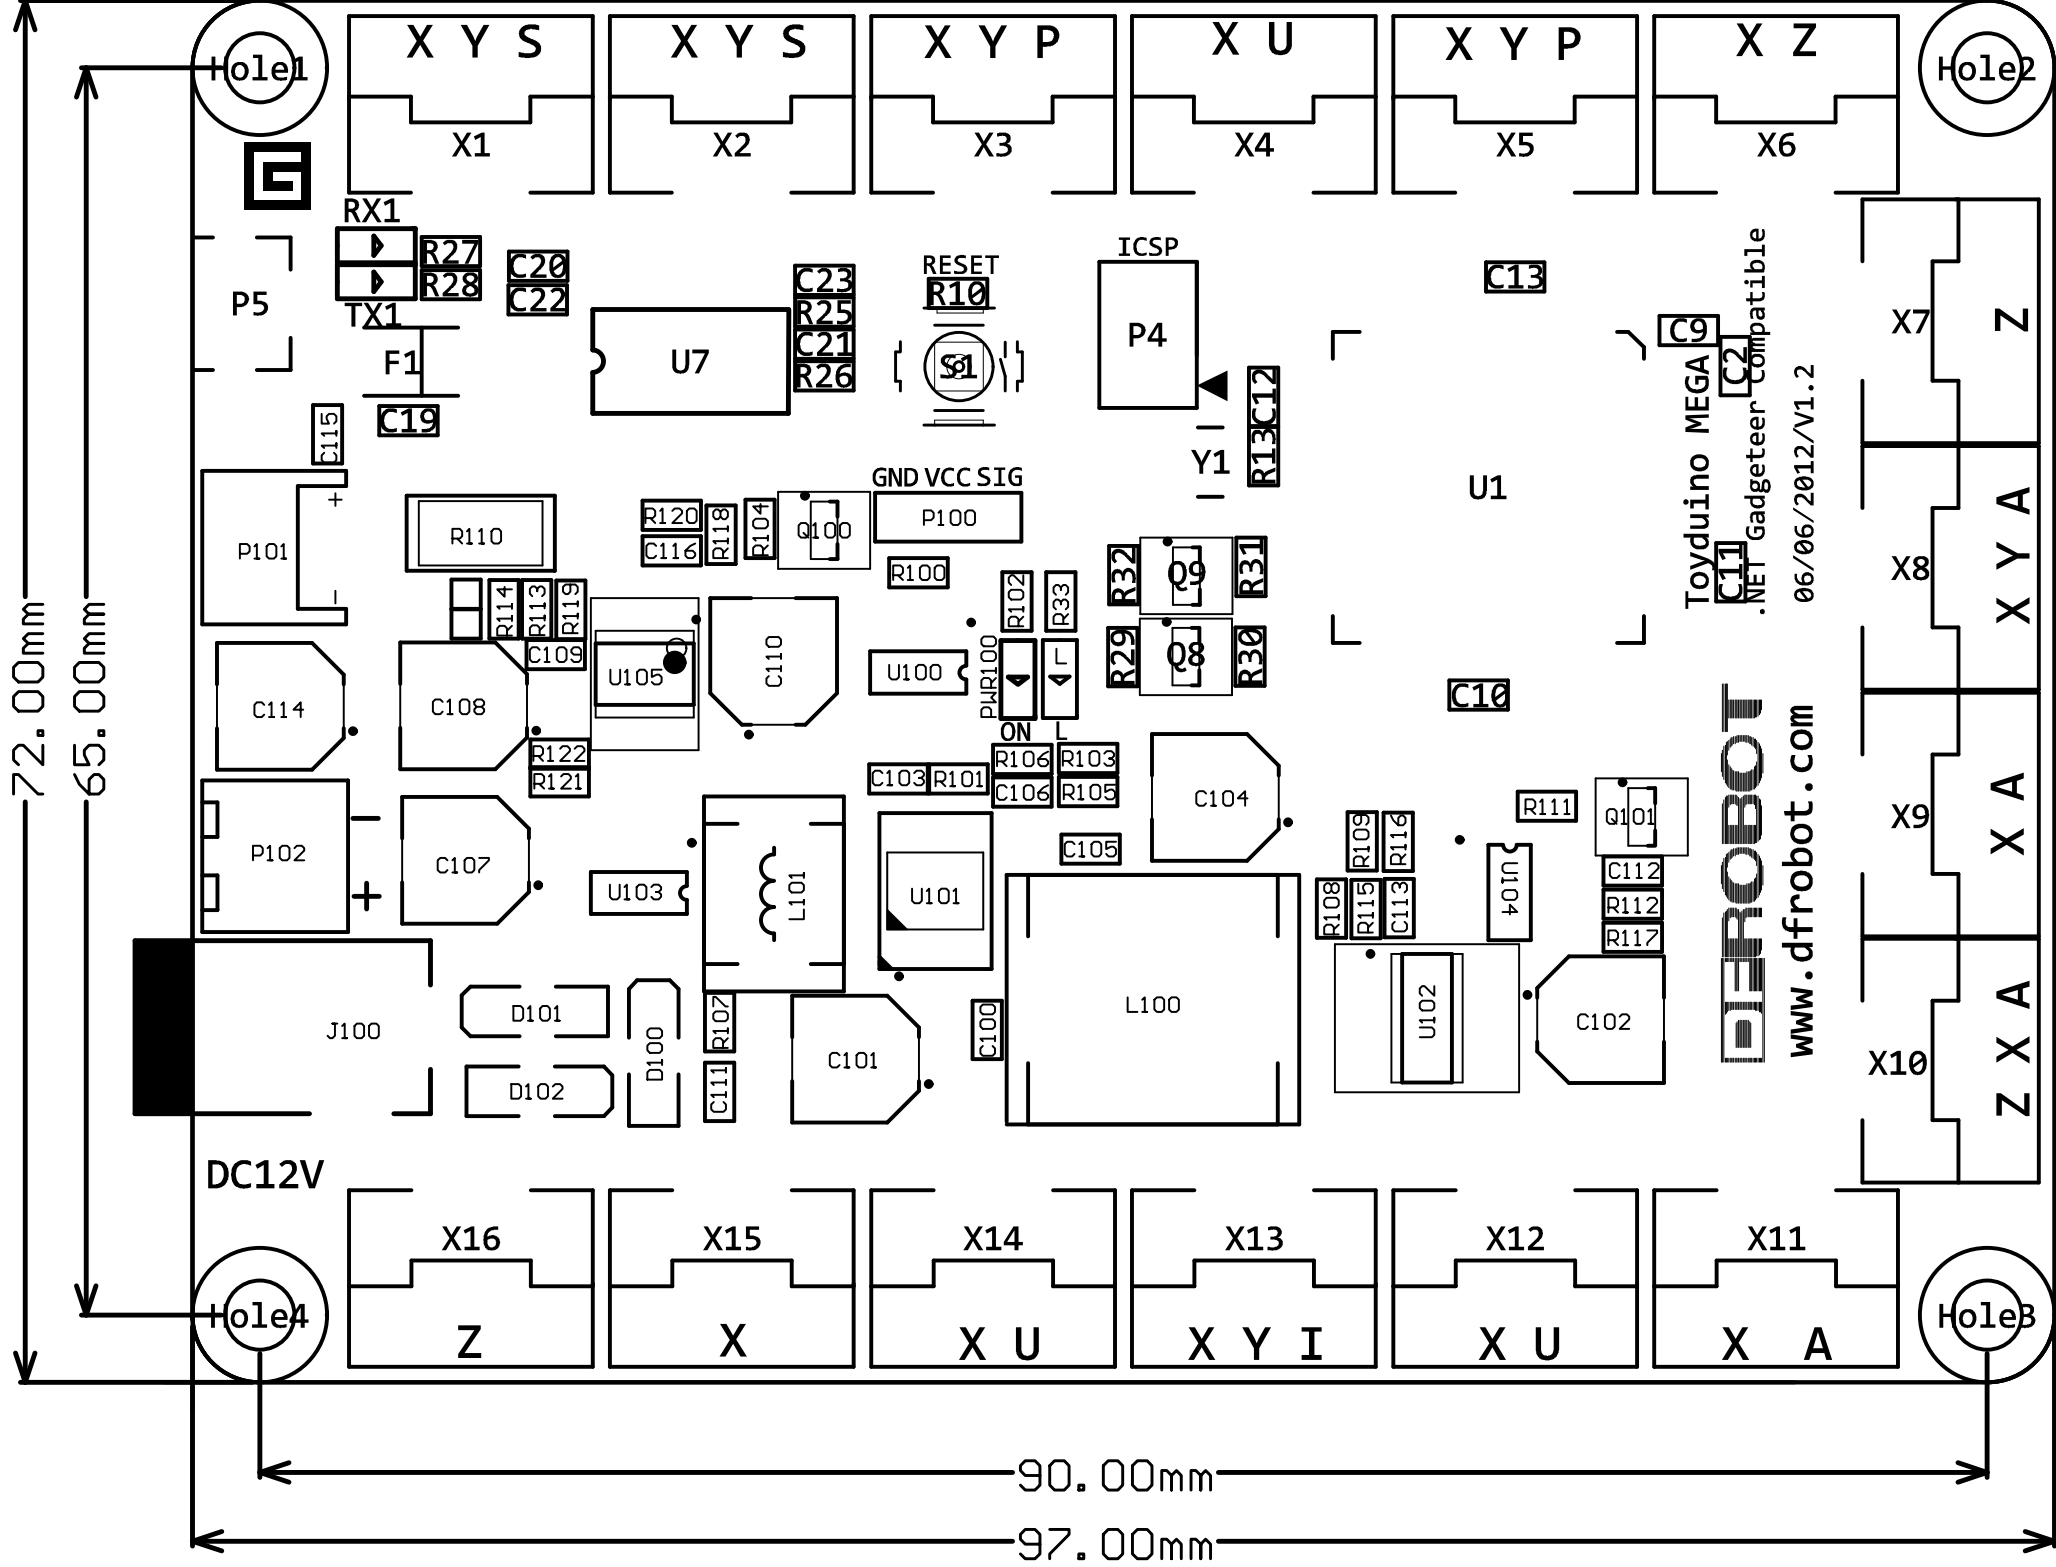 X Y S
X Y S
X Y P
X U
X Y P
X Z
Hole1
Hole2
X1
X2
X3
X4
X5
X6
RX1
R27
R28
TX1
P5
F1
C20
C22
C19
U7
C23
R25
C21
R26
RESET
R10
S1
ICSP
P4
C12
R13
Y1
C13
U1
C9
C2
C11
C10
Toyduino MEGA
.NET Gadgeteer Compatible
06/06/2012/V1.2
X7
Z
X8
X Y A
X9
X A
X10
Z X A
C115
P101
+
-
R110
R120
C116
R118
R104
Q100
GND VCC SIG
P100
R100
R102
R33
R32
Q9
R31
R29
Q8
R30
R114
R113
R119
C109
U105
C110
U100
PWR100
L
ON
L
C114
C108
R122
R121
C103
R101
R106
R103
C106
R105
C104
C105
P102
-
+
C107
U103
L101
U101
R109
R116
R108
R115
C113
U104
R111
Q101
C112
R112
R117
DFROBOT
www.dfrobot.com
J100
D101
D102
D100
R107
C111
C101
C100
L100
U102
C102
DC12V
X16
X15
X14
X13
X12
X11
Hole4
Hole3
Z
X
X U
X Y I
X U
X A
72.00mm
65.00mm
90.00mm
97.00mm